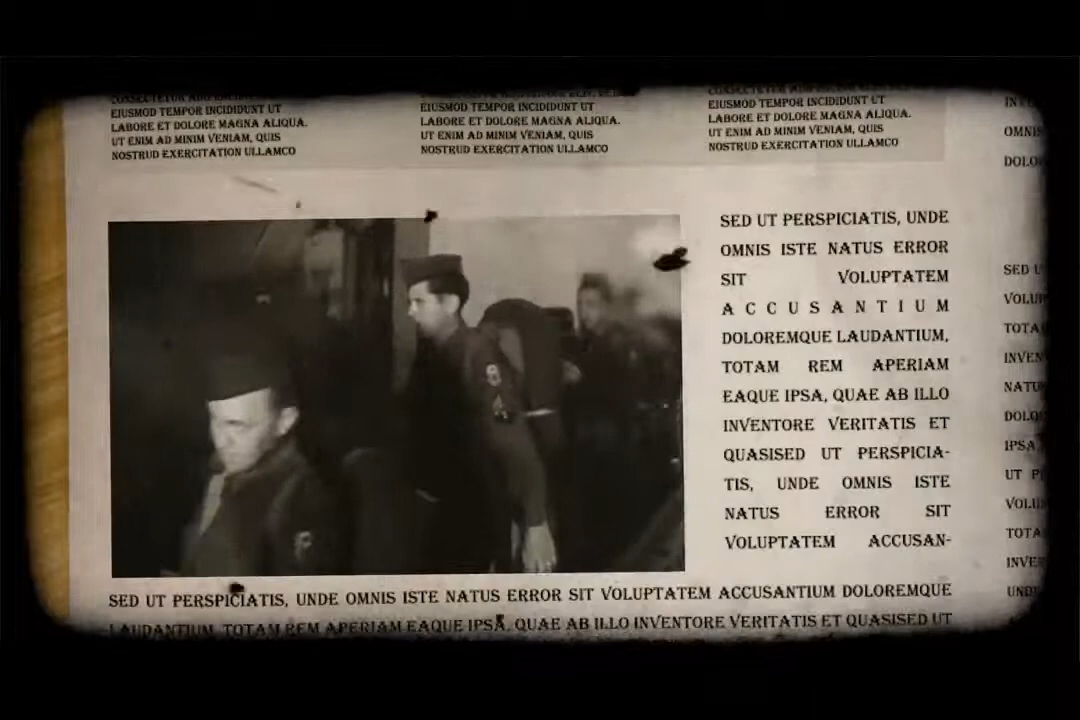 EIUSMOD TEMPOR INCIDIDUNT UT
LABORE ET DOLORE MAGNA ALIQUA.
UT ENIM AD MINIM VENIAM, QUIS
NOSTRUD EXERCITATION ULLAMCO
EIUSMOD TEMPOR INCIDIDUNT UT
LABORE ET DOLORE MAGNA ALIQUA.
UT ENIM AD MINIM VENIAM, QUIS
NOSTRUD EXERCITATION ULLAMCO
EIUSMOD TEMPOR INCIDIDUNT UT
LABORE ET DOLORE MAGNA ALIQUA.
UT ENIM AD MINIM VENIAM, QUIS
NOSTRUD EXERCITATION ULLAMCO
SED UT PERSPICIATIS, UNDE
OMNIS ISTE NATUS ERROR
SIT VOLUPTATEM
ACCUSANTIUM
DOLOREMQUE LAUDANTIUM,
TOTAM REM APERIAM
EAQUE IPSA, QUAE AB ILLO
INVENTORE VERITATIS ET
QUASISED UT PERSPICIA-
TIS, UNDE OMNIS ISTE
NATUS ERROR SIT
VOLUPTATEM ACCUSAN-
SED UT PERSPICIATIS, UNDE OMNIS ISTE NATUS ERROR SIT VOLUPTATEM ACCUSANTIUM DOLOREMQUE
LAUDANTIUM, TOTAM REM APERIAM EAQUE IPSA, QUAE AB ILLO INVENTORE VERITATIS ET QUASISED UT
OMNIS
SED U
UT P